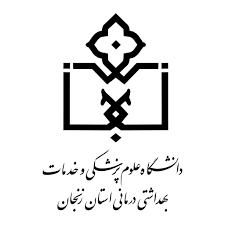 دانشگاه علوم پزشکی و خدمات
بهداشتی درمانی استان زنجان